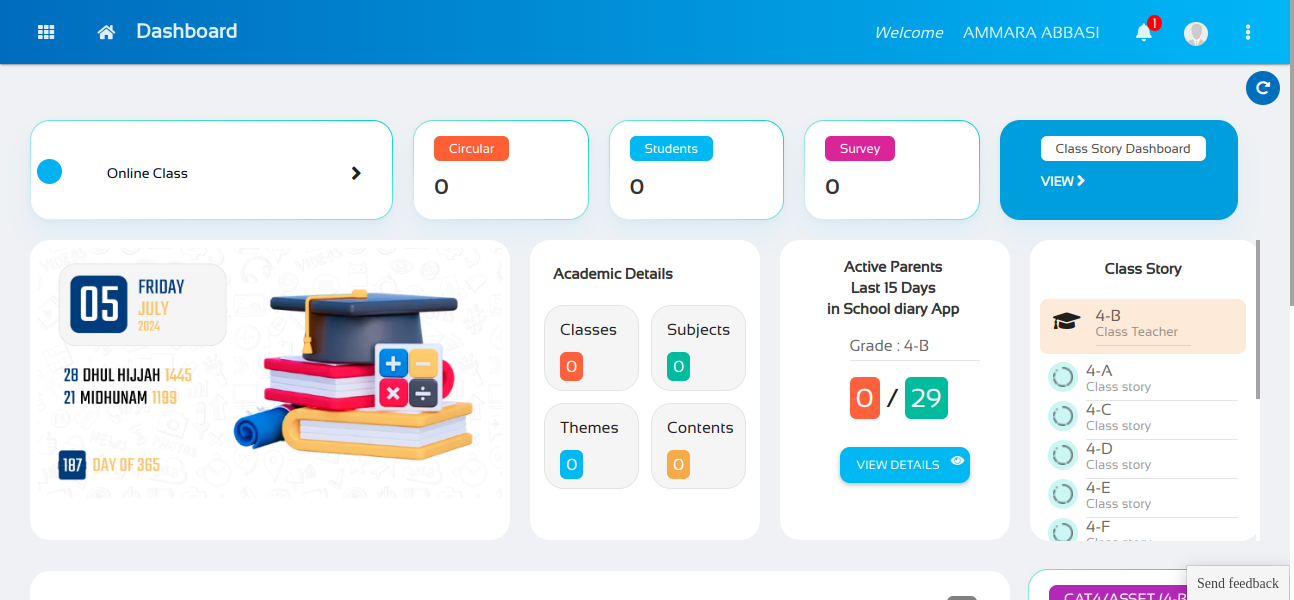 Dashboard
Welcome AMMARA ABBASI
1
Online Class
Circular
0
Students
0
Survey
0
Class Story Dashboard
VIEW
05
FRIDAY
JULY
2024
28 DHUL HIJJAH 1445
21 MIDHUNAM 1199
187 DAY OF 365
Academic Details
Classes
0
Subjects
0
Themes
0
Contents
0
Active Parents
Last 15 Days
in School diary App
Grade : 4-B
0 / 29
VIEW DETAILS
Class Story
4-B
Class Teacher
4-A
Class story
4-C
Class story
4-D
Class story
4-E
Class story
4-F
Class story
CAT4/ASSET (4-B
Send feedback